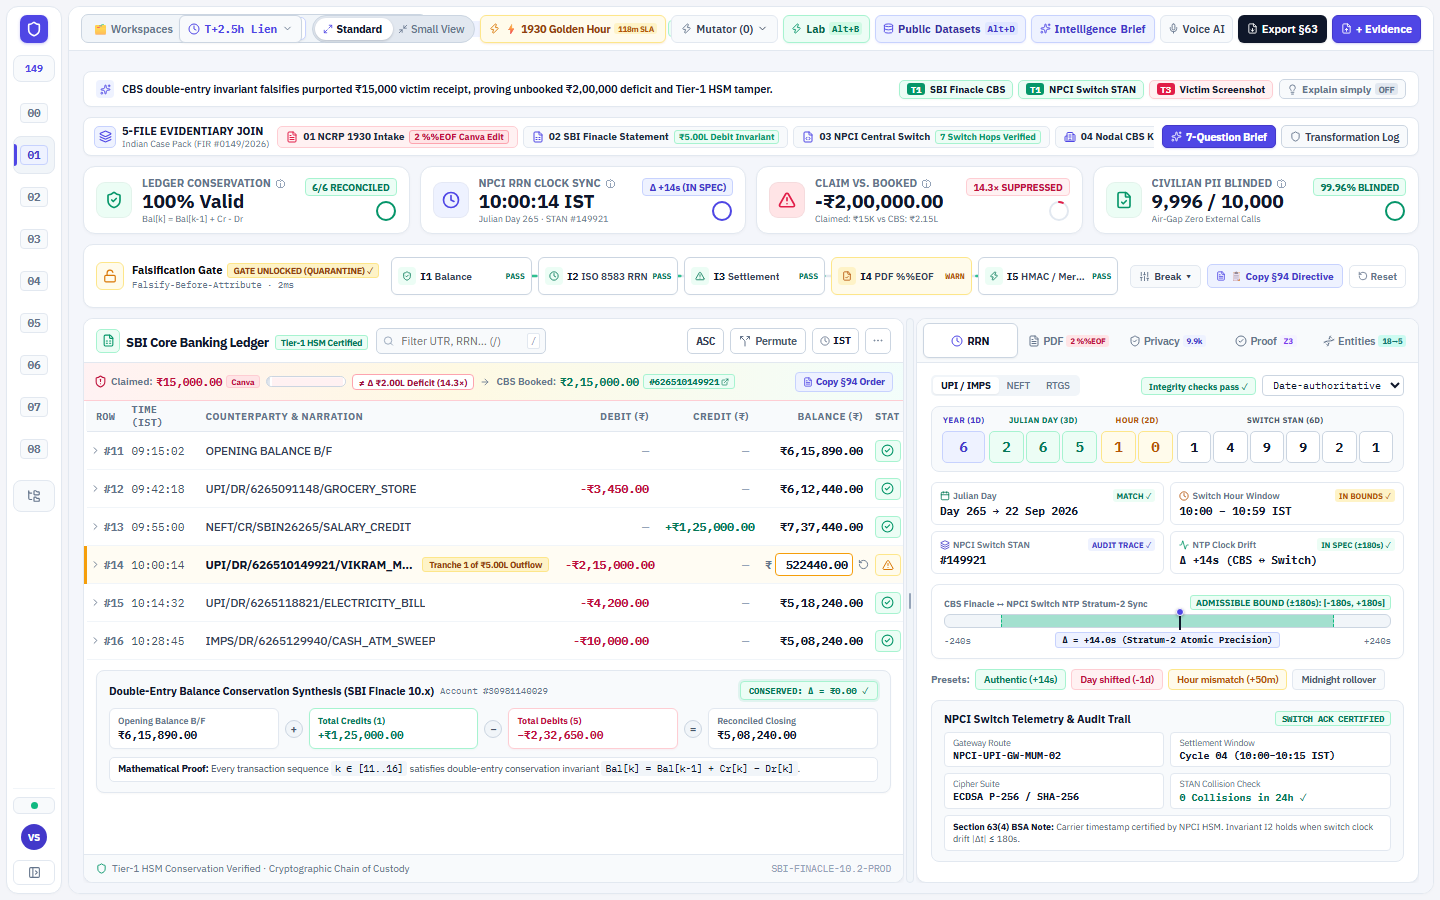 Workspaces
T+2.5h Lien
Standard
Small View
1930 Golden Hour 118m SLA
Mutator (0)
Lab Alt+B
Public Datasets Alt+D
Intelligence Brief
Voice AI
Export §63
+ Evidence
149
00
01
02
03
04
05
06
07
08
VS
CBS double-entry invariant falsifies purported ₹15,000 victim receipt, proving unbooked ₹2,00,000 deficit and Tier-1 HSM tamper.
T1 SBI Finacle CBS
T1 NPCI Switch STAN
T3 Victim Screenshot
Explain simply OFF
5-FILE EVIDENTIARY JOIN
Indian Case Pack (FIR #0149/2026)
01 NCRP 1930 Intake 2 %%EOF Canva Edit
02 SBI Finacle Statement ₹5.00L Debit Invariant
03 NPCI Central Switch 7 Switch Hops Verified
04 Nodal CBS K
7-Question Brief
Transformation Log
LEDGER CONSERVATION
6/6 RECONCILED
100% Valid
Bal[k] = Bal[k-1] + Cr - Dr
NPCI RRN CLOCK SYNC
Δ +14s (IN SPEC)
10:00:14 IST
Julian Day 265 · STAN #149921
CLAIM VS. BOOKED
14.3× SUPPRESSED
-₹2,00,000.00
Claimed: ₹15K vs CBS: ₹2.15L
CIVILIAN PII BLINDED
99.96% BLINDED
9,996 / 10,000
Air-Gap Zero External Calls
Falsification Gate GATE UNLOCKED (QUARANTINE) ✓
Falsify-Before-Attribute · 2ms
I1 Balance PASS
I2 ISO 8583 RRN PASS
I3 Settlement PASS
I4 PDF %%EOF WARN
I5 HMAC / Mer... PASS
Break ▾
Copy §94 Directive
Reset
SBI Core Banking Ledger Tier-1 HSM Certified
Filter UTR, RRN... (/) /
ASC
Permute
IST
...
Claimed: ₹15,000.00 Canva
≠ Δ ₹2.00L Deficit (14.3×)
→ CBS Booked: ₹2,15,000.00 #626510149921
Copy §94 Order
ROW TIME (IST) COUNTERPARTY & NARRATION DEBIT (₹) CREDIT (₹) BALANCE (₹) STAT
#11 09:15:02 OPENING BALANCE B/F — — ₹6,15,890.00
#12 09:42:18 UPI/DR/6265091148/GROCERY_STORE -₹3,450.00 — ₹6,12,440.00
#13 09:55:00 NEFT/CR/SBIN26265/SALARY_CREDIT — +₹1,25,000.00 ₹7,37,440.00
#14 10:00:14 UPI/DR/626510149921/VIKRAM_M... Tranche 1 of ₹5.00L Outflow -₹2,15,000.00 — ₹ 522440.00
#15 10:14:32 UPI/DR/6265118821/ELECTRICITY_BILL -₹4,200.00 — ₹5,18,240.00
#16 10:28:45 IMPS/DR/6265129940/CASH_ATM_SWEEP -₹10,000.00 — ₹5,08,240.00
Double-Entry Balance Conservation Synthesis (SBI Finacle 10.x) Account #30981140029
CONSERVED: Δ = ₹0.00 ✓
Opening Balance B/F
₹6,15,890.00
+
Total Credits (1)
+₹1,25,000.00
−
Total Debits (5)
-₹2,32,650.00
=
Reconciled Closing
₹5,08,240.00
Mathematical Proof: Every transaction sequence k ∈ [11..16] satisfies double-entry conservation invariant Bal[k] = Bal[k-1] + Cr[k] − Dr[k] .
Tier-1 HSM Conservation Verified · Cryptographic Chain of Custody
SBI-FINACLE-10.2-PROD
RRN
PDF 2 %%EOF
Privacy 9.9k
Proof 23
Entities 18→5
UPI / IMPS
NEFT
RTGS
Integrity checks pass ✓
Date-authoritative
YEAR (1D) JULIAN DAY (3D) HOUR (2D) SWITCH STAN (6D)
6 2 6 5 1 0 1 4 9 9 2 1
Julian Day MATCH ✓
Day 265 → 22 Sep 2026
Switch Hour Window IN BOUNDS ✓
10:00 – 10:59 IST
NPCI Switch STAN AUDIT TRACE ✓
#149921
NTP Clock Drift IN SPEC (±180s) ✓
Δ +14s (CBS ↔ Switch)
CBS Finacle ↔ NPCI Switch NTP Stratum-2 Sync
ADMISSIBLE BOUND (±180s): [-180s, +180s]
-240s
Δ = +14.0s (Stratum-2 Atomic Precision)
+240s
Presets:
Authentic (+14s)
Day shifted (-1d)
Hour mismatch (+50m)
Midnight rollover
NPCI Switch Telemetry & Audit Trail
SWITCH ACK CERTIFIED
Gateway Route
NPCI-UPI-GW-MUM-02
Settlement Window
Cycle 04 (10:00–10:15 IST)
Cipher Suite
ECDSA P-256 / SHA-256
STAN Collision Check
0 Collisions in 24h ✓
Section 63(4) BSA Note: Carrier timestamp certified by NPCI HSM. Invariant I2 holds when switch clock
drift |Δt| ≤ 180s.